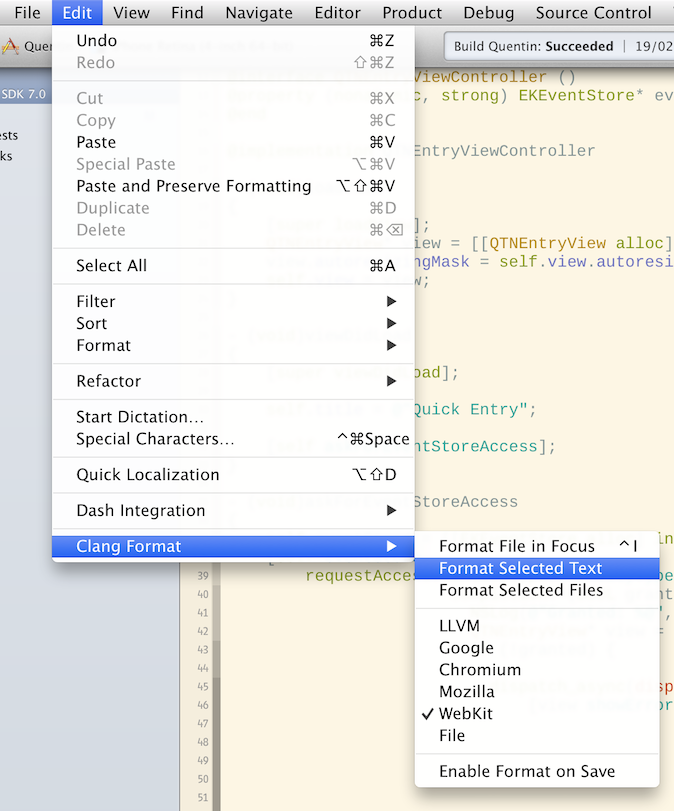 File Edit View Find Navigate Editor Product Debug Source Control
Build Quentin: Succeeded | 19/02
SDK 7.0
ests
ks
Undo ⌘Z
Redo ⇧⌘Z
Cut ⌘X
Copy ⌘C
Paste ⌘V
Special Paste ⌥⌘V
Paste and Preserve Formatting ⌥⇧⌘V
Duplicate ⌘D
Delete ⌘⌫
Select All ⌘A
Filter ▶
Sort ▶
Format ▶
Refactor ▶
Start Dictation...
Special Characters... ^⌘Space
Quick Localization ⌥⇧D
Dash Integration ▶
Clang Format ▶
Format File in Focus ^I
Format Selected Text
Format Selected Files
LLVM
Google
Chromium
Mozilla
✓ WebKit
File
Enable Format on Save
ViewController ()
c, strong) EKEventStore* ev
EntryViewController
];
iew = [[QTNEntryView alloc]
ngMask = self.view.autoresi
w;
oad];
Quick Entry";
ntStoreAccess];
StoreAccess
39 requestAcce
40
41
42
43
44
45
46
47
48
49
50
51